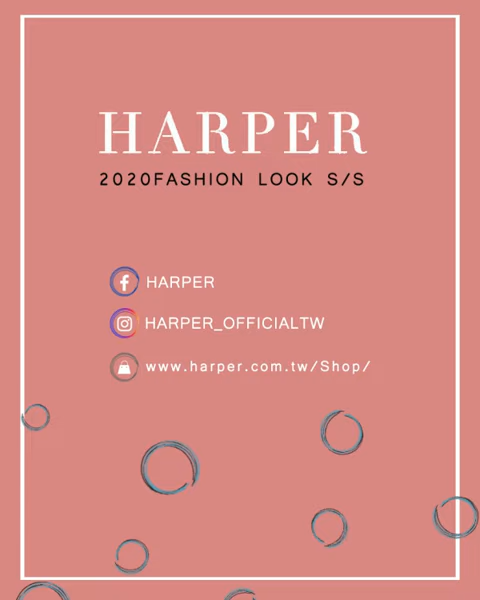 HARPER
2020FASHION LOOK S/S
HARPER
HARPER_OFFICIALTW
www.harper.com.tw/Shop/